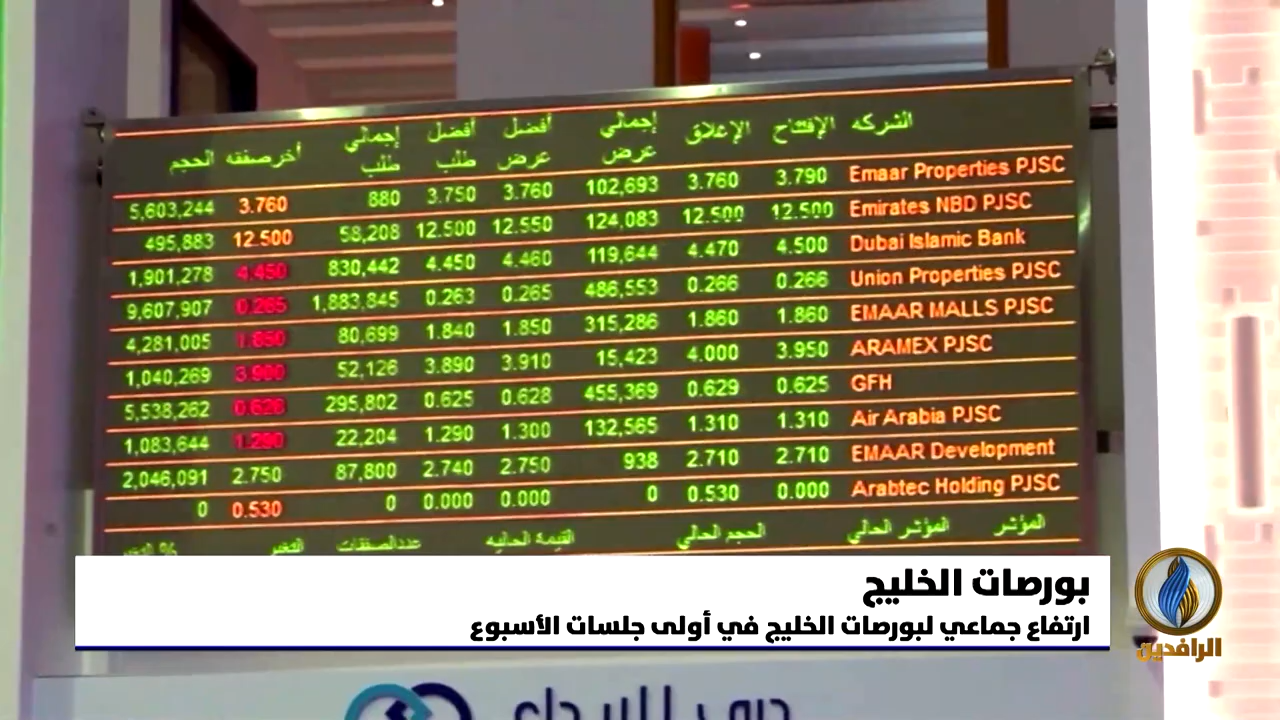 الشركه الإفتتاح الإغلاق إجمالي عرض أفضل عرض أفضل طلب إجمالي طلب أخرصفقه الحجم
Emaar Properties PJSC 3.790 3.760 102,693 3.760 3.750 880 3.760 5,603,244
Emirates NBD PJSC 12.500 12.500 124,083 12.550 12.500 58,208 12.500 495,883
Dubai Islamic Bank 4.500 4.470 119,644 4.460 4.450 830,442 4.450 1,901,278
Union Properties PJSC 0.266 0.266 486,553 0.265 0.263 1,883,845 0.265 9,607,907
EMAAR MALLS PJSC 1.860 1.860 315,286 1.850 1.840 80,699 1.850 4,281,005
ARAMEX PJSC 3.950 4.000 15,423 3.910 3.890 52,126 3.900 1,040,269
GFH 0.625 0.629 455,369 0.628 0.625 295,802 0.628 5,538,262
Air Arabia PJSC 1.310 1.310 132,565 1.300 1.290 22,204 1.290 1,083,644
EMAAR Development 2.710 2.710 938 2.750 2.740 87,800 2.750 2,046,091
Arabtec Holding PJSC 0.000 0.530 0 0.000 0.000 0 0.530 0
المؤشر المؤشر الحالي الحجم الحالي القيمة الحاليه عددالصفقات التغير % التغير
بورصات الخليج
ارتفاع جماعي لبورصات الخليج في أولى جلسات الأسبوع
الرافدين